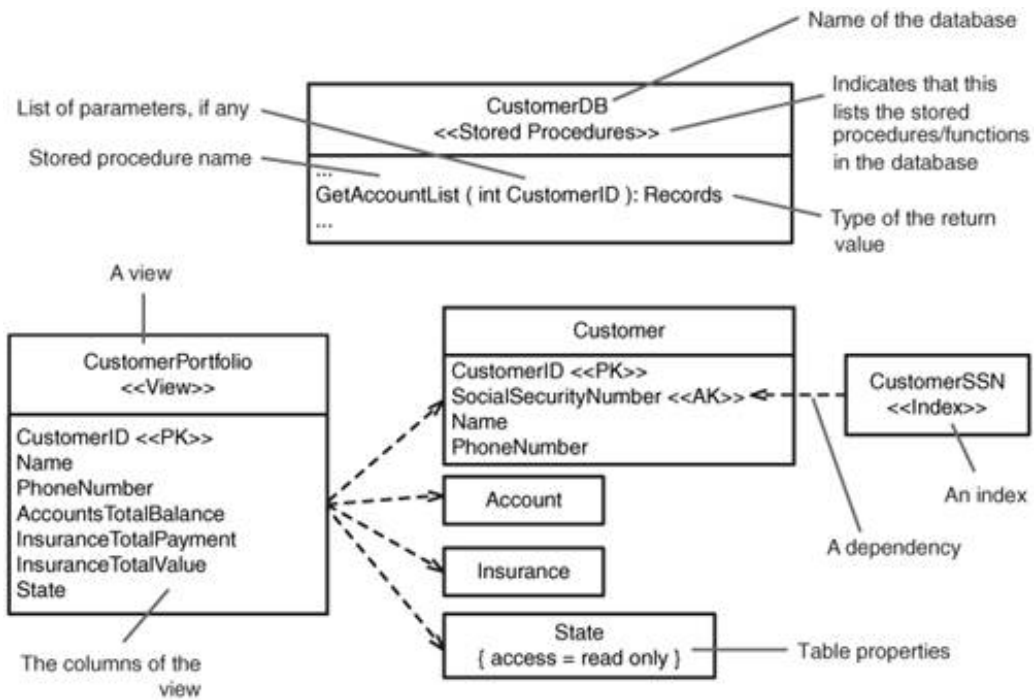 Name of the database
CustomerDB
<<Stored Procedures>>
Indicates that this
lists the stored
procedures/functions
in the database
List of parameters, if any
Stored procedure name
...
GetAccountList ( int CustomerID ): Records
...
Type of the return
value
A view
CustomerPortfolio
<<View>>
CustomerID <<PK>>
Name
PhoneNumber
AccountsTotalBalance
InsuranceTotalPayment
InsuranceTotalValue
State
The columns of the
view
Customer
CustomerID <<PK>>
SocialSecurityNumber <<AK>>
Name
PhoneNumber
CustomerSSN
<<Index>>
An index
A dependency
Account
Insurance
State
{ access = read only }
Table properties